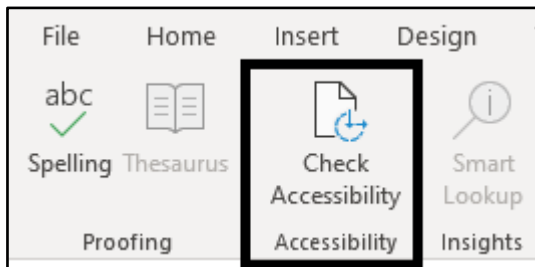 File Home Insert Design
abc
Spelling Thesaurus Check Accessibility Smart Lookup
Proofing Accessibility Insights